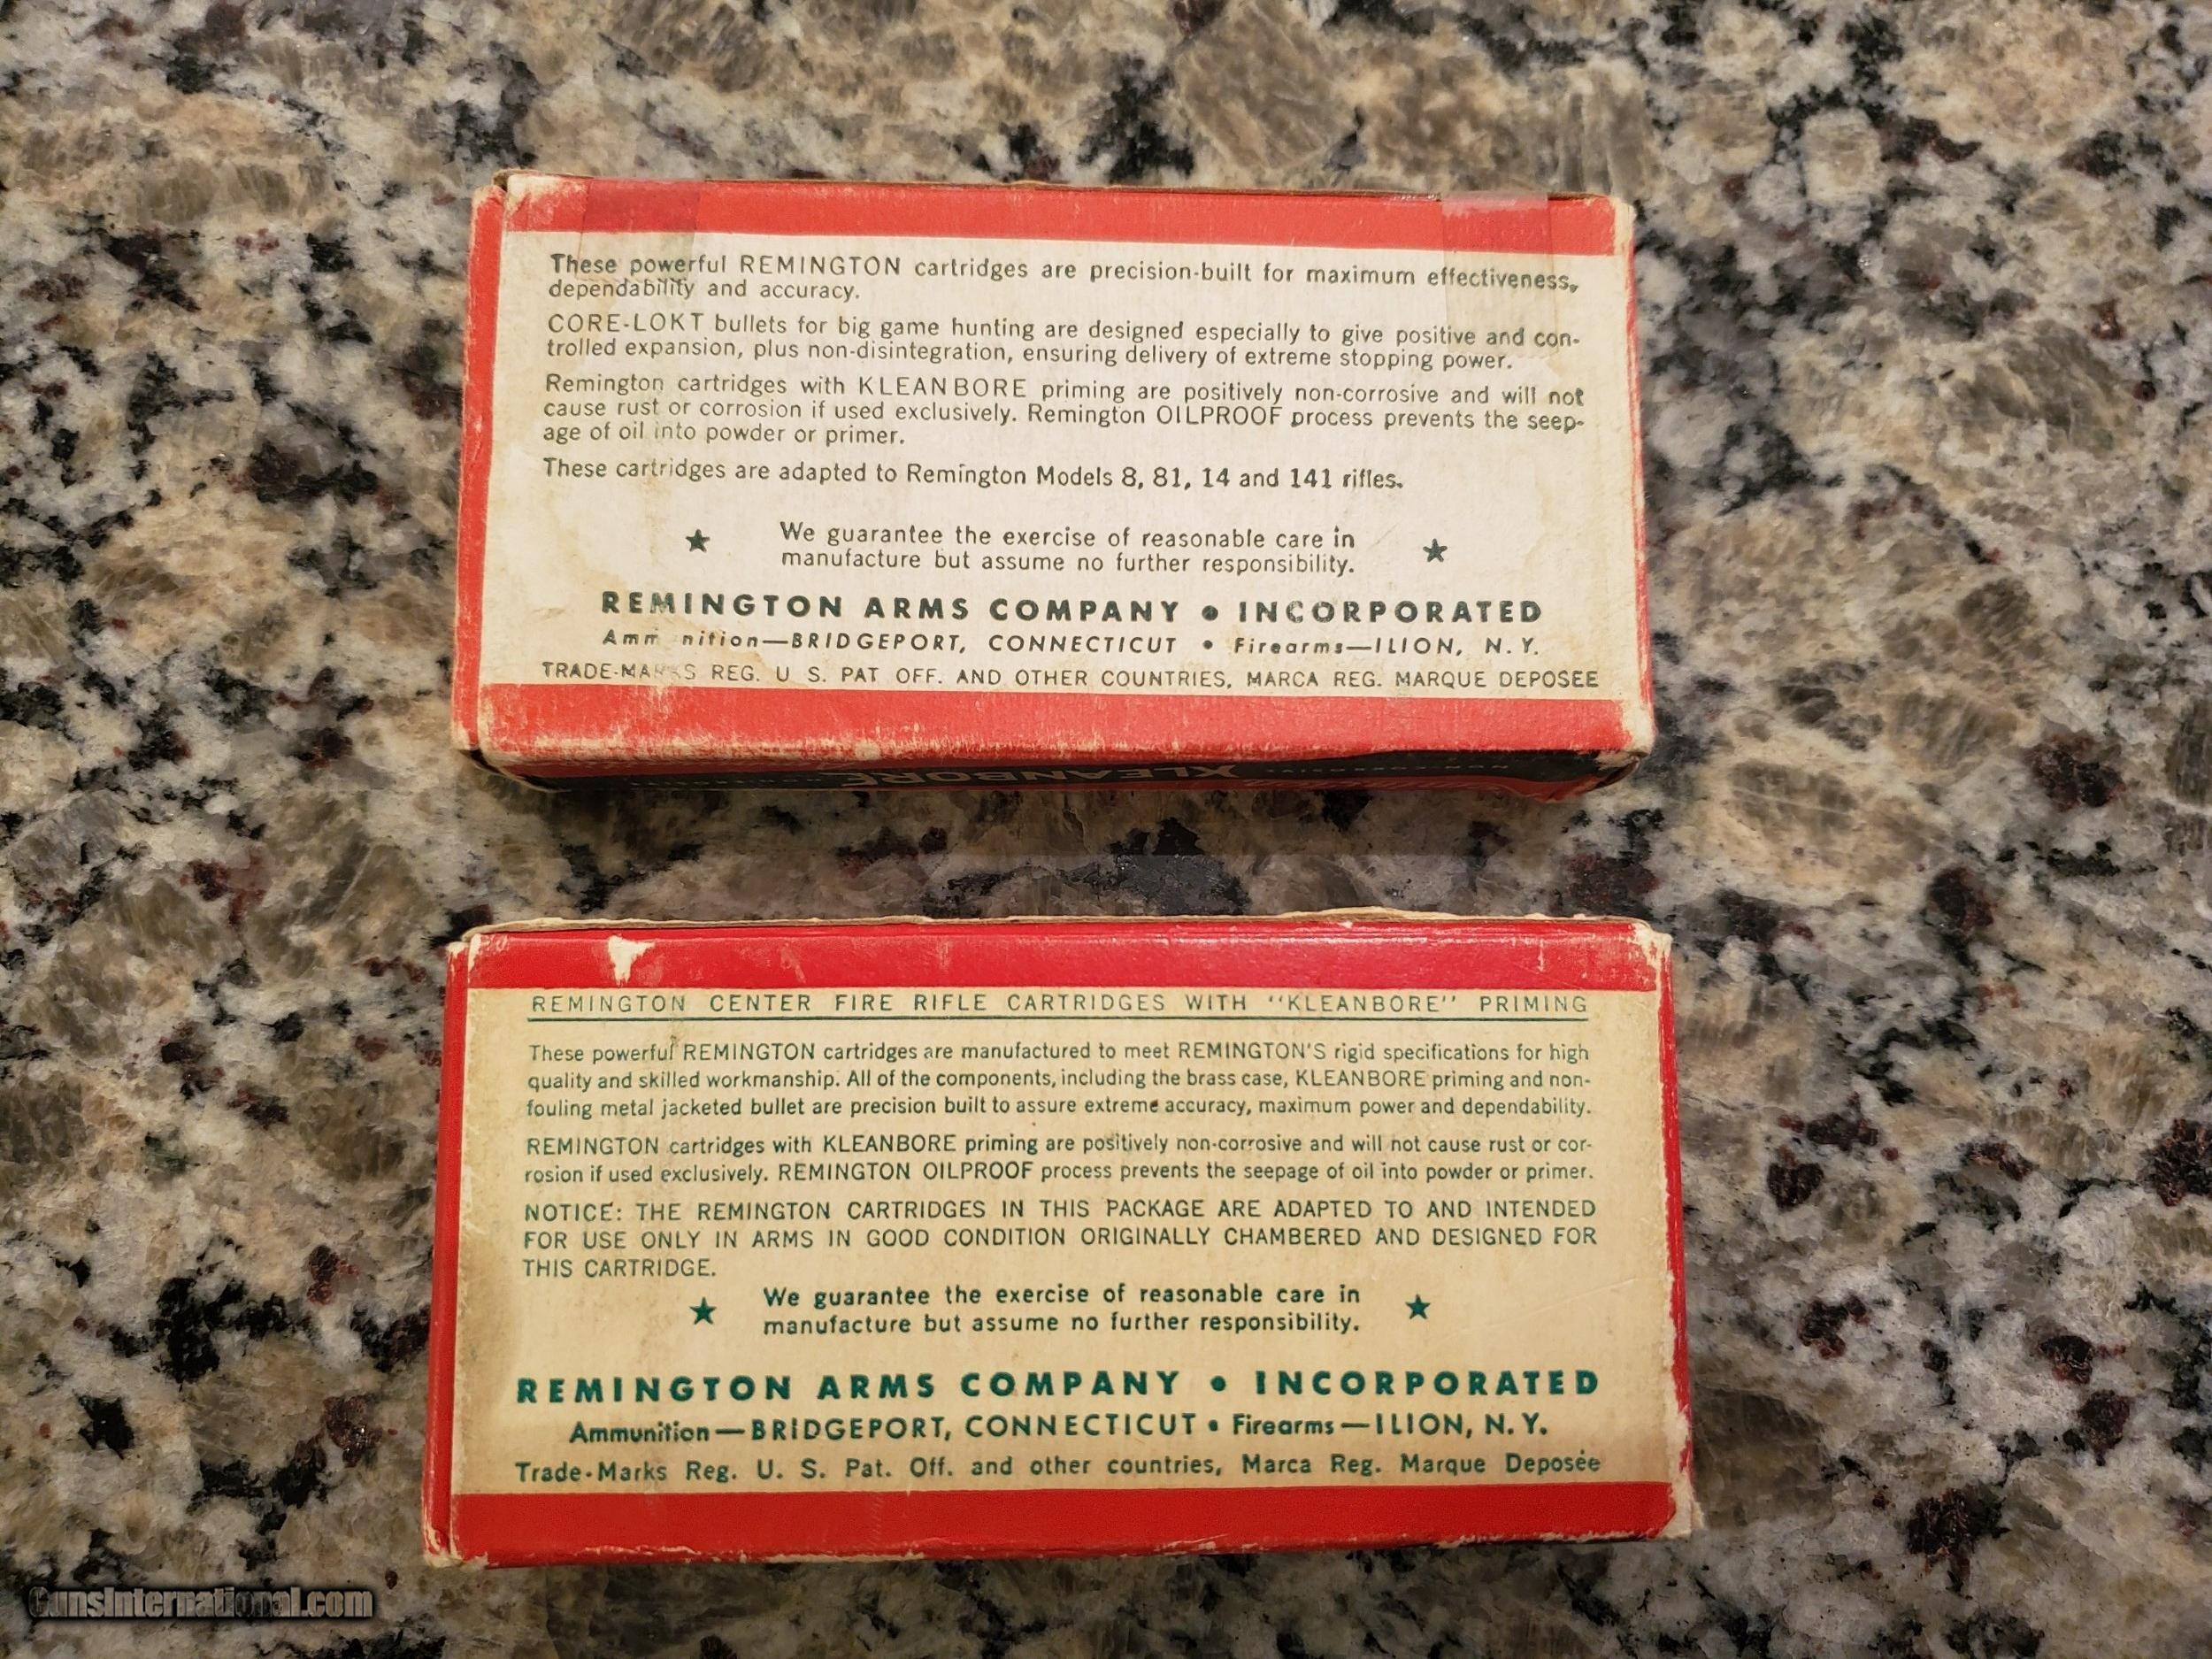 These powerful REMINGTON cartridges are precision-built for maximum effectiveness,
dependability and accuracy.
CORE-LOKT bullets for big game hunting are designed especially to give positive and con-
trolled expansion, plus non-disintegration, ensuring delivery of extreme stopping power.
Remington cartridges with KLEANBORE priming are positively non-corrosive and will not
cause rust or corrosion if used exclusively. Remington OILPROOF process prevents the seep-
age of oil into powder or primer.
These cartridges are adapted to Remington Models 8, 81, 14 and 141 rifles.
★ We guarantee the exercise of reasonable care in ★
manufacture but assume no further responsibility.
REMINGTON ARMS COMPANY • INCORPORATED
Amm nition—BRIDGEPORT, CONNECTICUT • Firearms—ILION, N.Y.
TRADE-MARKS REG. U S. PAT OFF. AND OTHER COUNTRIES, MARCA REG. MARQUE DEPOSEE
KLEANBORE
REMINGTON CENTER FIRE RIFLE CARTRIDGES WITH "KLEANBORE" PRIMING
These powerful REMINGTON cartridges are manufactured to meet REMINGTON'S rigid specifications for high
quality and skilled workmanship. All of the components, including the brass case, KLEANBORE priming and non-
fouling metal jacketed bullet are precision built to assure extreme accuracy, maximum power and dependability.
REMINGTON cartridges with KLEANBORE priming are positively non-corrosive and will not cause rust or cor-
rosion if used exclusively. REMINGTON OILPROOF process prevents the seepage of oil into powder or primer.
NOTICE: THE REMINGTON CARTRIDGES IN THIS PACKAGE ARE ADAPTED TO AND INTENDED
FOR USE ONLY IN ARMS IN GOOD CONDITION ORIGINALLY CHAMBERED AND DESIGNED FOR
THIS CARTRIDGE.
★ We guarantee the exercise of reasonable care in ★
manufacture but assume no further responsibility.
REMINGTON ARMS COMPANY • INCORPORATED
Ammunition—BRIDGEPORT, CONNECTICUT • Firearms—ILION, N.Y.
Trade-Marks Reg. U. S. Pat. Off. and other countries, Marca Reg. Marque Deposée
GunsInternational.com